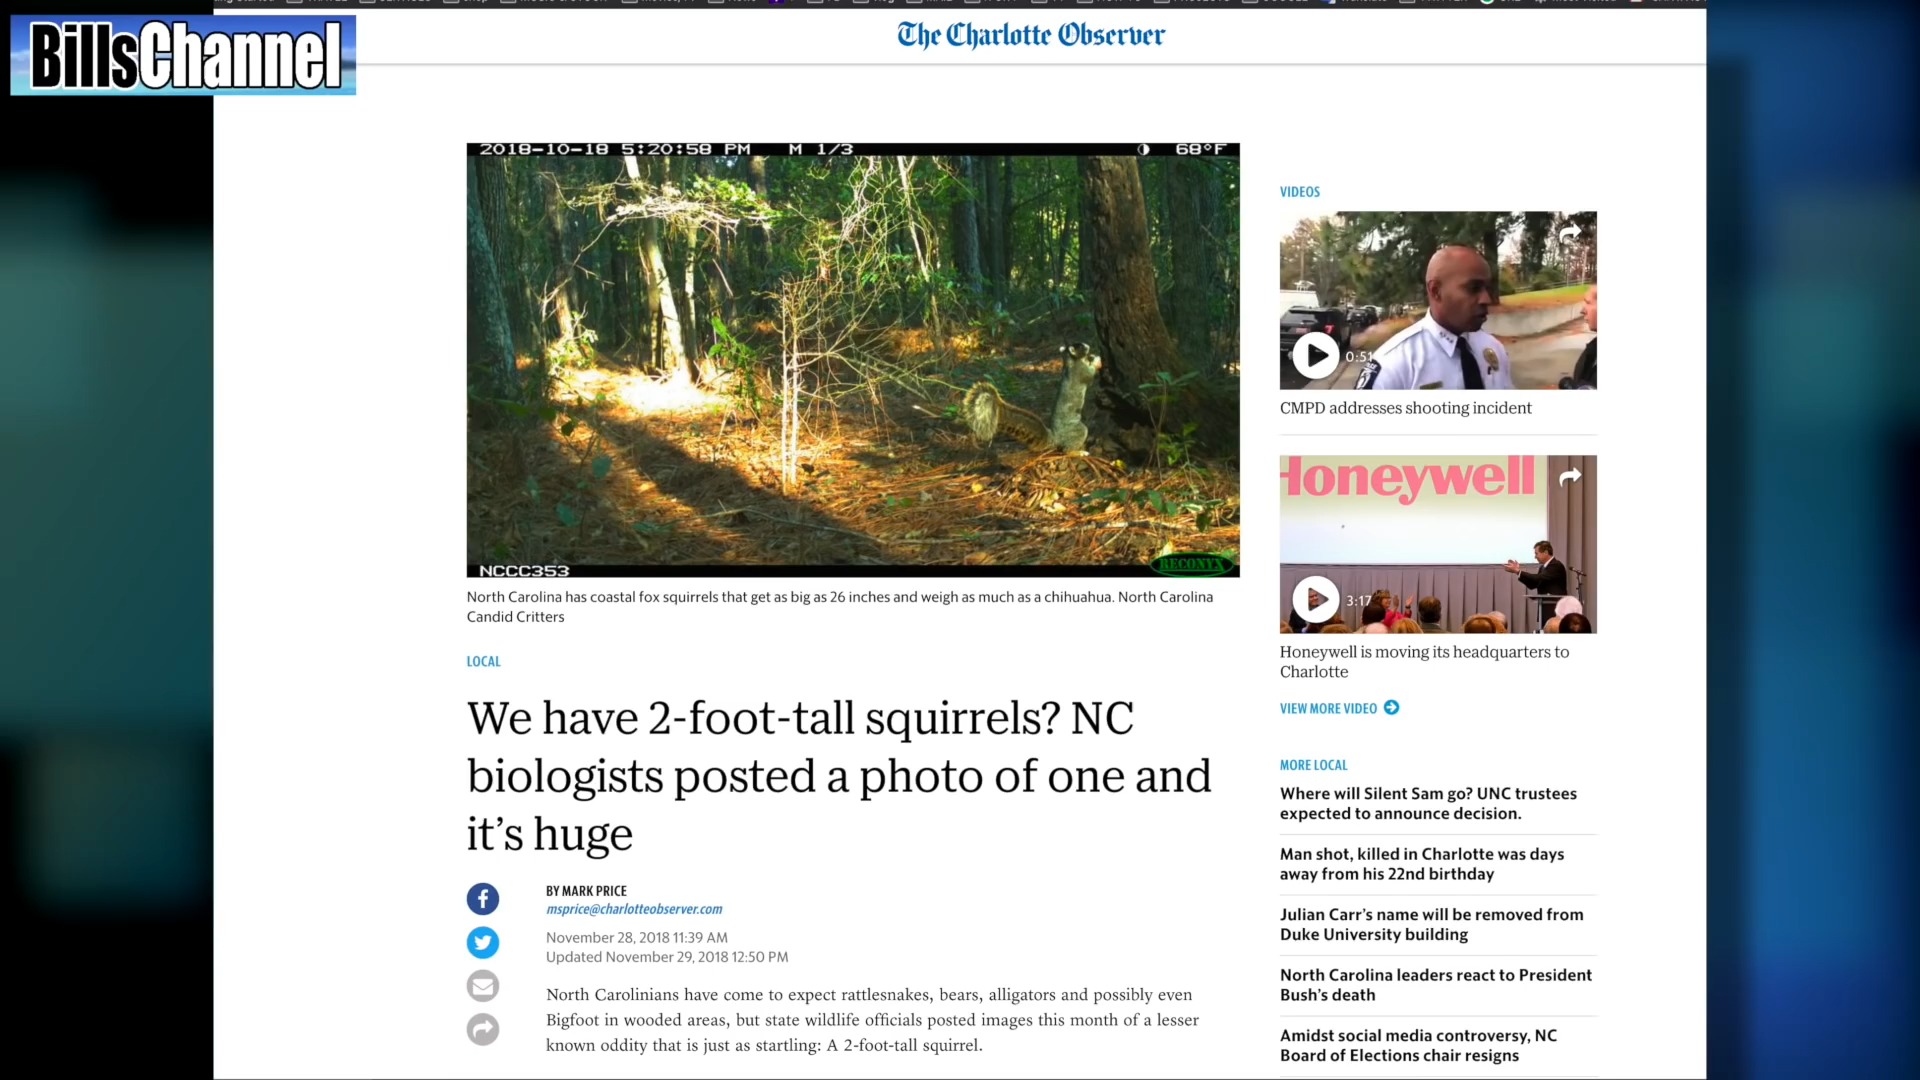 BillsChannel
The Charlotte Observer
2018-10-18 5:20:58 PM M 1/3 68°F
NCCC353
RECONYX
North Carolina has coastal fox squirrels that get as big as 26 inches and weigh as much as a chihuahua. North Carolina
Candid Critters
LOCAL
We have 2-foot-tall squirrels? NC
biologists posted a photo of one and
it's huge
BY MARK PRICE
msprice@charlotteobserver.com
November 28, 2018 11:39 AM
Updated November 29, 2018 12:50 PM
North Carolinians have come to expect rattlesnakes, bears, alligators and possibly even
Bigfoot in wooded areas, but state wildlife officials posted images this month of a lesser
known oddity that is just as startling: A 2-foot-tall squirrel.
VIDEOS
0:51
CMPD addresses shooting incident
Honeywell
3:17
Honeywell is moving its headquarters to
Charlotte
VIEW MORE VIDEO
MORE LOCAL
Where will Silent Sam go? UNC trustees
expected to announce decision.
Man shot, killed in Charlotte was days
away from his 22nd birthday
Julian Carr's name will be removed from
Duke University building
North Carolina leaders react to President
Bush's death
Amidst social media controversy, NC
Board of Elections chair resigns